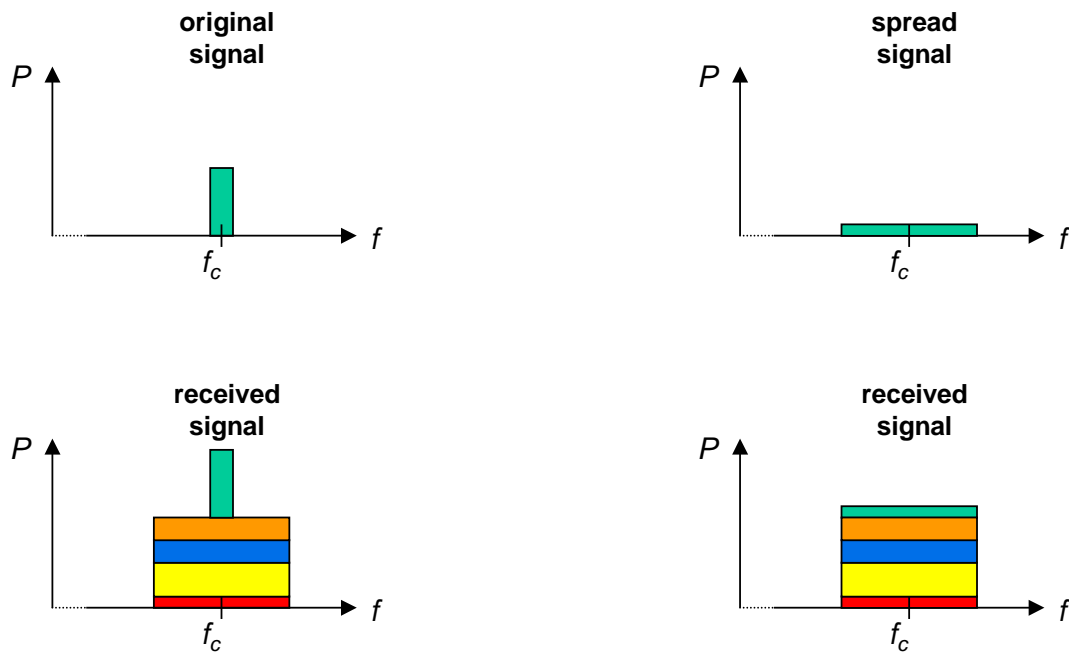 original
signal
P
f
f_c
spread
signal
P
f
f_c
received
signal
P
f
f_c
received
signal
P
f
f_c